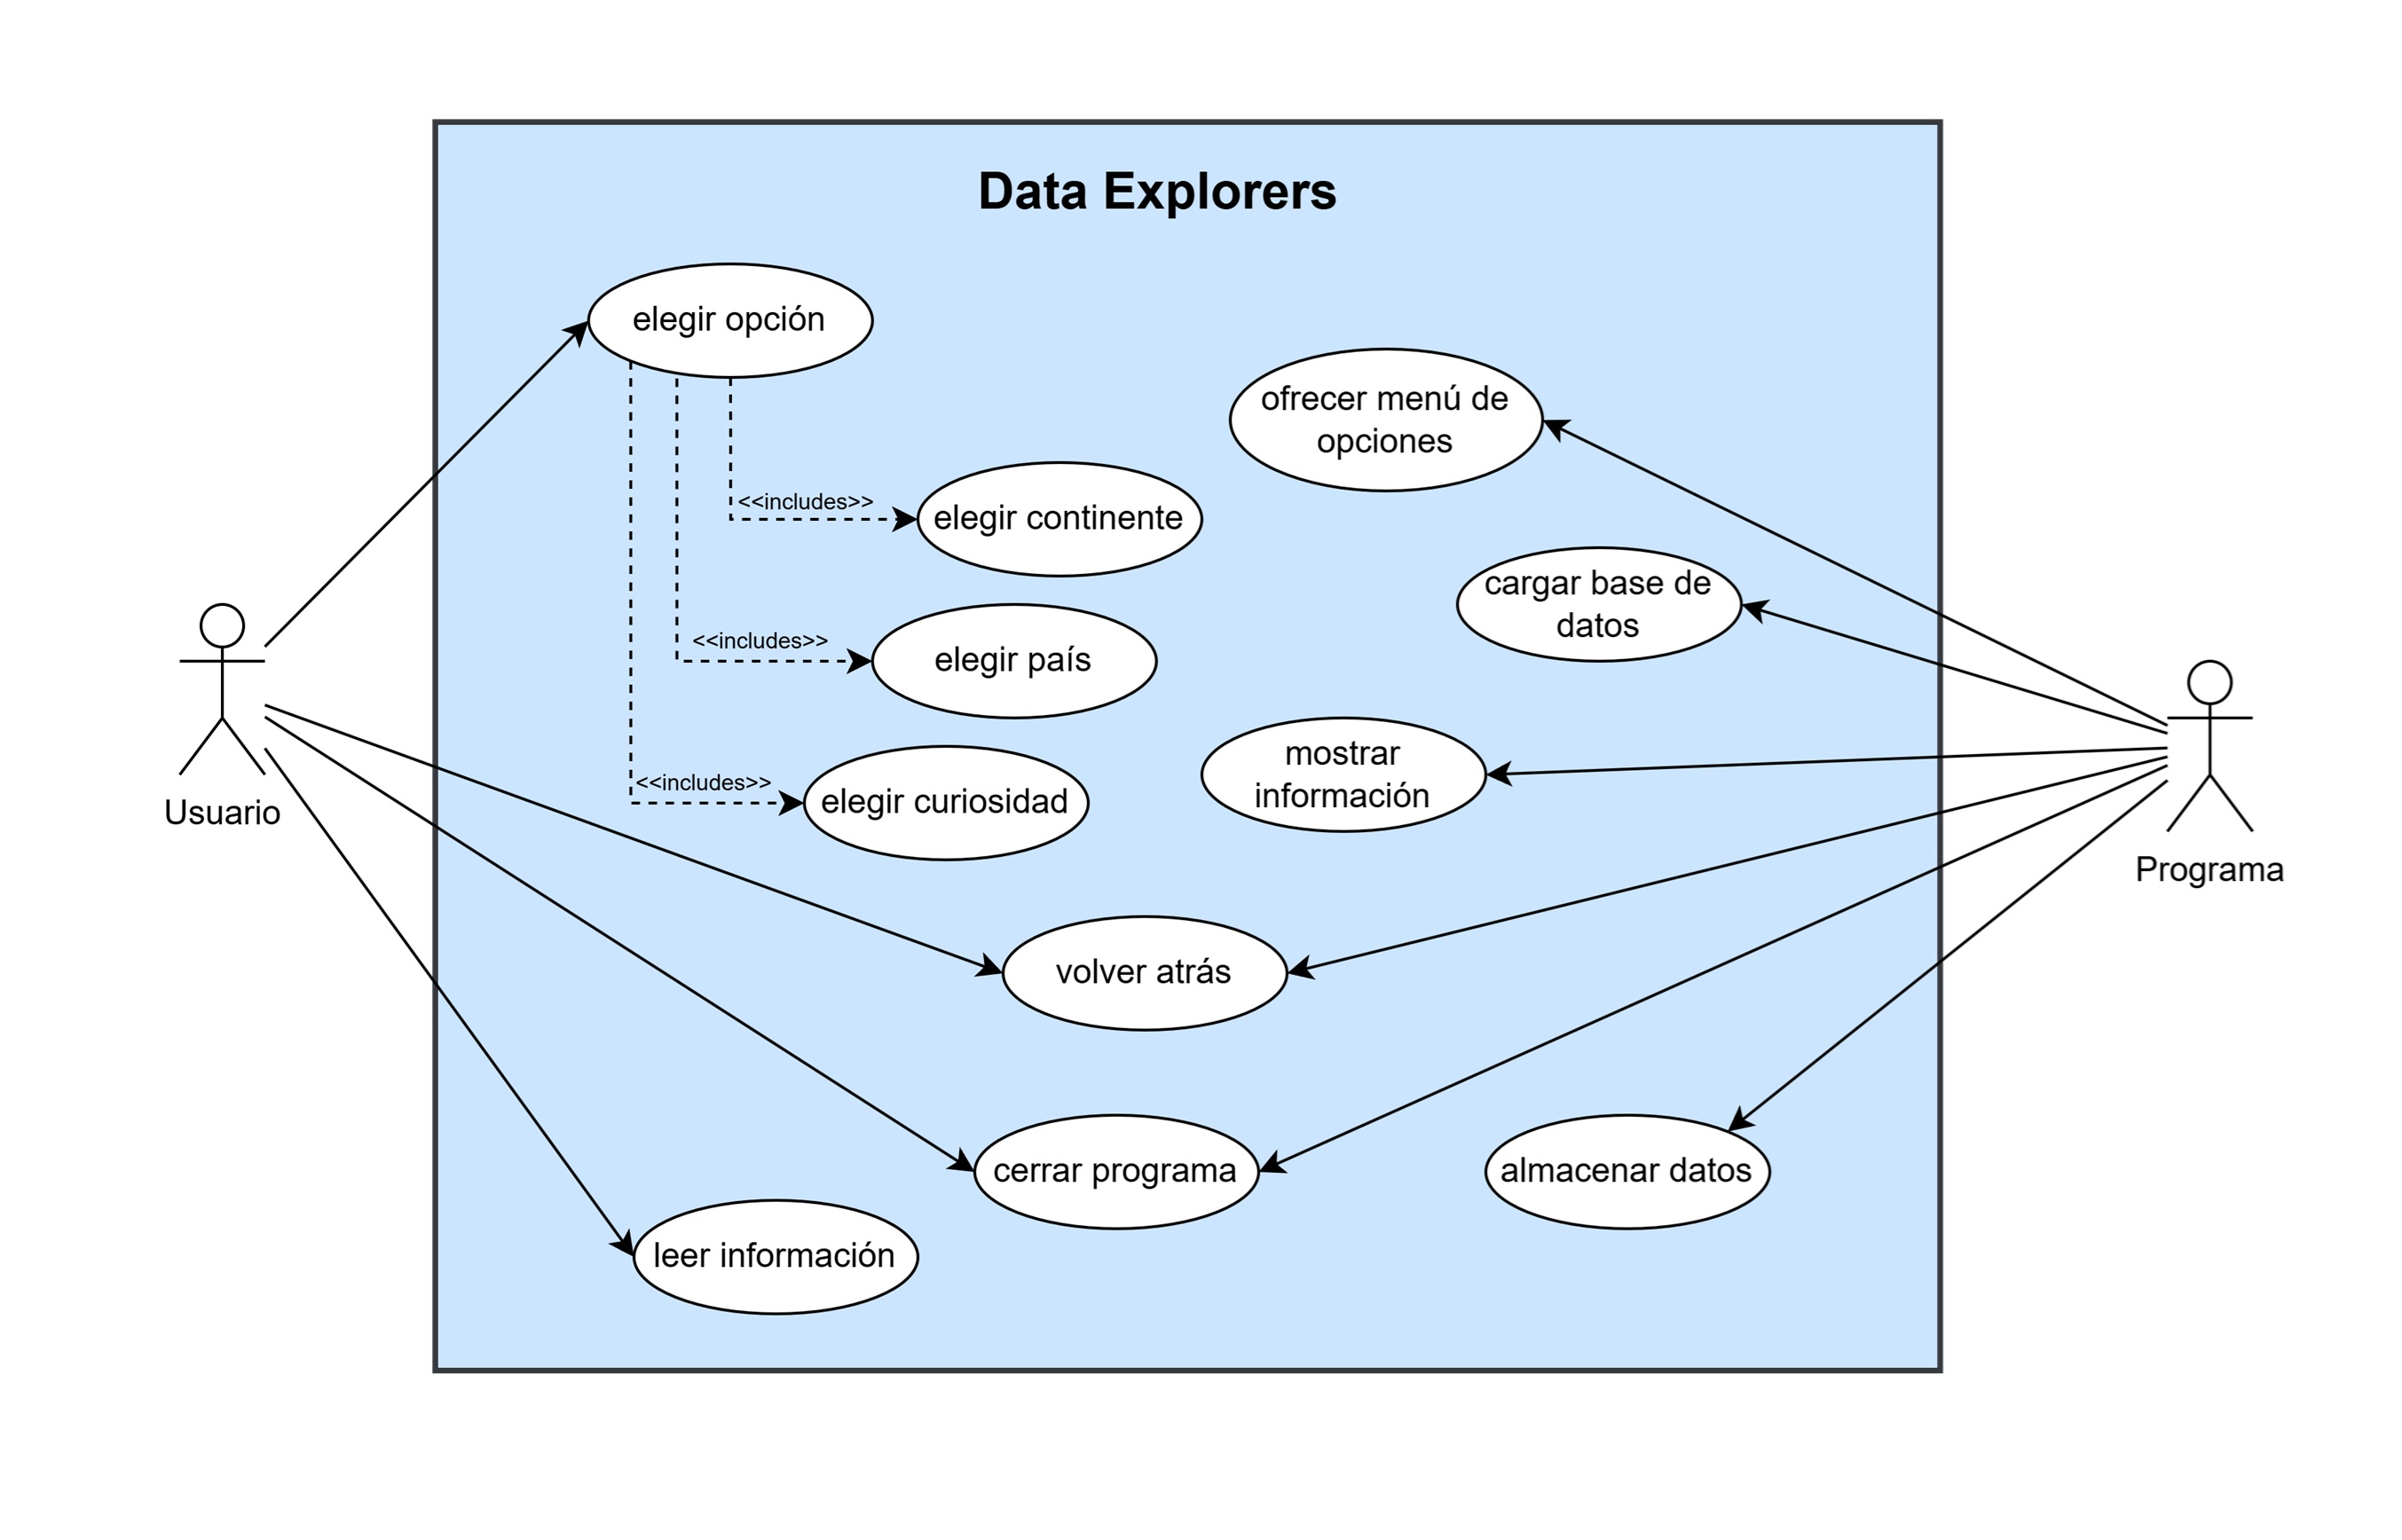 Data Explorers
elegir opción
ofrecer menú de
opciones
<<includes>>
elegir continente
cargar base de
datos
<<includes>>
elegir país
mostrar
información
<<includes>>
elegir curiosidad
Usuario
Programa
volver atrás
cerrar programa
almacenar datos
leer información